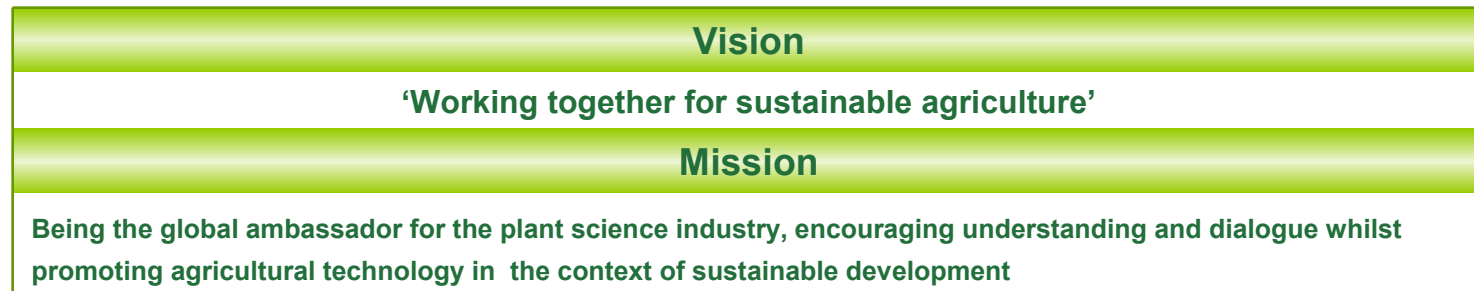 Vision
‘Working together for sustainable agriculture’
Mission
Being the global ambassador for the plant science industry, encouraging understanding and dialogue whilst
promoting agricultural technology in  the context of sustainable development